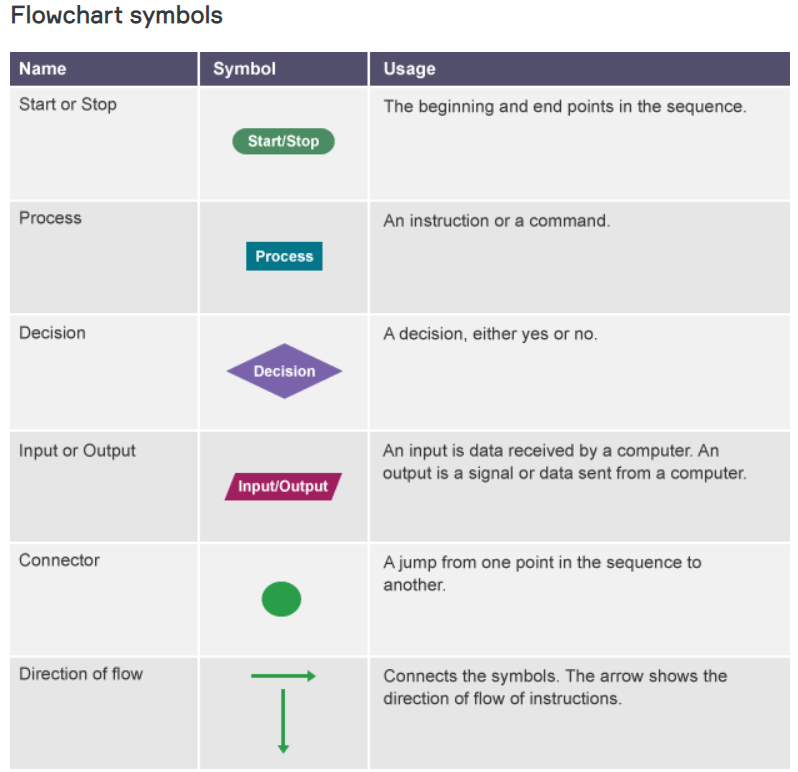 Flowchart symbols
Name Symbol Usage
Start or Stop
The beginning and end points in the sequence.
Start/Stop
Process
An instruction or a command.
Process
Decision
A decision, either yes or no.
Decision
Input or Output
An input is data received by a computer. An
output is a signal or data sent from a computer.
Input/Output
Connector
A jump from one point in the sequence to
another.
Direction of flow
Connects the symbols. The arrow shows the
direction of flow of instructions.